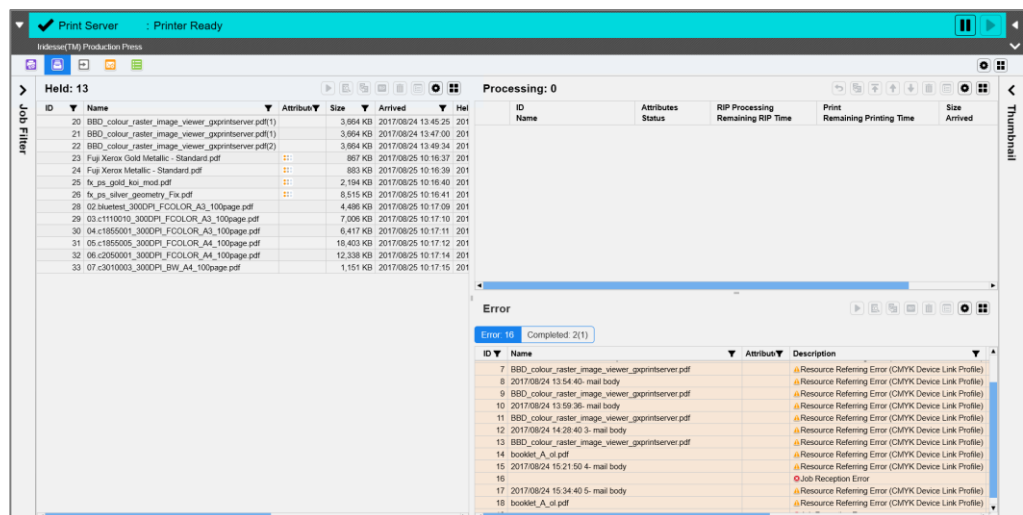 Print Server : Printer Ready
Iridesse(TM) Production Press
Held: 13
ID Name Attribut Size Arrived Hel
20 BBD_colour_raster_image_viewer_gxprintserver.pdf(1) 3,664 KB 2017/08/24 13:45:25 201
21 BBD_colour_raster_image_viewer_gxprintserver.pdf(1) 3,664 KB 2017/08/24 13:47:00 201
22 BBD_colour_raster_image_viewer_gxprintserver.pdf(2) 3,664 KB 2017/08/24 13:49:34 201
23 Fuji Xerox Gold Metallic - Standard.pdf 867 KB 2017/08/25 10:16:37 201
24 Fuji Xerox Metallic - Standard.pdf 883 KB 2017/08/25 10:16:39 201
25 fx_ps_gold_koi_mod.pdf 2,194 KB 2017/08/25 10:16:40 201
26 fx_ps_silver_geometry_Fix.pdf 8,515 KB 2017/08/25 10:16:41 201
28 02.bluetest_300DPI_FCOLOR_A3_100page.pdf 4,486 KB 2017/08/25 10:17:09 201
29 03.c1110010_300DPI_FCOLOR_A3_100page.pdf 7,006 KB 2017/08/25 10:17:10 201
30 04.c1855001_300DPI_FCOLOR_A3_100page.pdf 6,417 KB 2017/08/25 10:17:11 201
31 05.c1855005_300DPI_FCOLOR_A4_100page.pdf 18,403 KB 2017/08/25 10:17:12 201
32 06.c2050001_300DPI_FCOLOR_A4_100page.pdf 12,338 KB 2017/08/25 10:17:14 201
33 07.c3010003_300DPI_BW_A4_100page.pdf 1,151 KB 2017/08/25 10:17:15 201
Job Filter
Processing: 0
ID Attributes RIP Processing Print Size
Name Status Remaining RIP Time Remaining Printing Time Arrived
Thumbnail
Error
Error: 16 Completed: 2(1)
ID Name Attribut Description
7 BBD_colour_raster_image_viewer_gxprintserver.pdf Resource Referring Error (CMYK Device Link Profile)
8 2017/08/24 13:54:40- mail body Resource Referring Error (CMYK Device Link Profile)
9 BBD_colour_raster_image_viewer_gxprintserver.pdf Resource Referring Error (CMYK Device Link Profile)
10 2017/08/24 13:59:36- mail body Resource Referring Error (CMYK Device Link Profile)
11 BBD_colour_raster_image_viewer_gxprintserver.pdf Resource Referring Error (CMYK Device Link Profile)
12 2017/08/24 14:28:40 3- mail body Resource Referring Error (CMYK Device Link Profile)
13 BBD_colour_raster_image_viewer_gxprintserver.pdf Resource Referring Error (CMYK Device Link Profile)
14 booklet_A_ol.pdf Resource Referring Error (CMYK Device Link Profile)
15 2017/08/24 15:21:50 4- mail body Resource Referring Error (CMYK Device Link Profile)
16 Job Reception Error
17 2017/08/24 15:34:40 5- mail body Resource Referring Error (CMYK Device Link Profile)
18 booklet_A_ol.pdf Resource Referring Error (CMYK Device Link Profile)